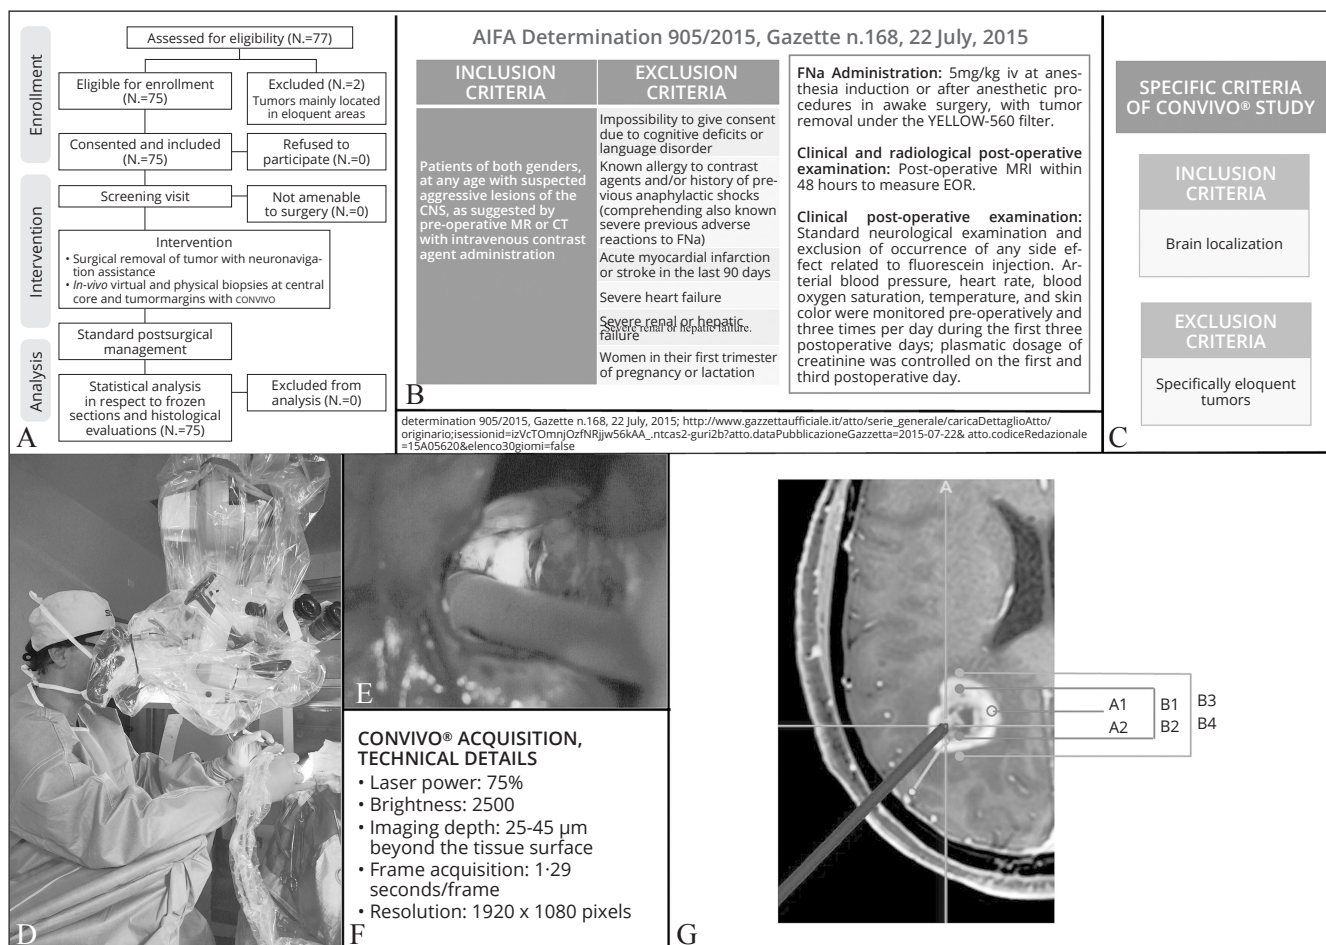 Enrollment
Intervention
Analysis
Assessed for eligibility (N.=77)
Eligible for enrollment
(N.=75)
Excluded (N.=2)
Tumors mainly located
in eloquent areas
Consented and included
(N.=75)
Refused to
participate (N.=0)
Screening visit
Not amenable
to surgery (N.=0)
Intervention
• Surgical removal of tumor with neuronaviga-
tion assistance
• In-vivo virtual and physical biopsies at central
core and tumormargins with CONVIVO
Standard postsurgical
management
Statistical analysis
in respect to frozen
sections and histological
evaluations (N.=75)
Excluded from
analysis (N.=0)
A
AIFA Determination 905/2015, Gazette n.168, 22 July, 2015
INCLUSION
CRITERIA
EXCLUSION
CRITERIA
Patients of both genders,
at any age with suspected
aggressive lesions of the
CNS, as suggested by
pre-operative MR or CT
with intravenous contrast
agent administration
Impossibility to give consent
due to cognitive deficits or
language disorder
Known allergy to contrast
agents and/or history of pre-
vious anaphylactic shocks
(comprehending also known
severe previous adverse
reactions to FNa)
Acute myocardial infarction
or stroke in the last 90 days
Severe heart failure
Severe renal or hepatic
failure
Severe renal or hepatic failure.
Women in their first trimester
of pregnancy or lactation
B
FNa Administration: 5mg/kg iv at anes-
thesia induction or after anesthetic pro-
cedures in awake surgery, with tumor
removal under the YELLOW-560 filter.
Clinical and radiological post-operative
examination: Post-operative MRI within
48 hours to measure EOR.
Clinical post-operative examination:
Standard neurological examination and
exclusion of occurrence of any side ef-
fect related to fluorescein injection. Ar-
terial blood pressure, heart rate, blood
oxygen saturation, temperature, and skin
color were monitored pre-operatively and
three times per day during the first three
postoperative days; plasmatic dosage of
creatinine was controlled on the first and
third postoperative day.
determination 905/2015, Gazette n.168, 22 July, 2015; http://www.gazzettaufficiale.it/atto/serie_generale/caricaDettaglioAtto/
originario;isessionid=izVcTOmnjOzfNRjjw56kAA_.ntcas2-guri2b?atto.dataPubblicazioneGazzetta=2015-07-22& atto.codiceRedazionale
=15A05620&elenco30giomi=false
SPECIFIC CRITERIA
OF CONVIVO® STUDY
INCLUSION
CRITERIA
Brain localization
EXCLUSION
CRITERIA
Specifically eloquent
tumors
C
D
E
CONVIVO® ACQUISITION,
TECHNICAL DETAILS
• Laser power: 75%
• Brightness: 2500
• Imaging depth: 25-45 µm
beyond the tissue surface
• Frame acquisition: 1·29
seconds/frame
• Resolution: 1920 x 1080 pixels
F
A
A1
A2
B1
B2
B3
B4
G